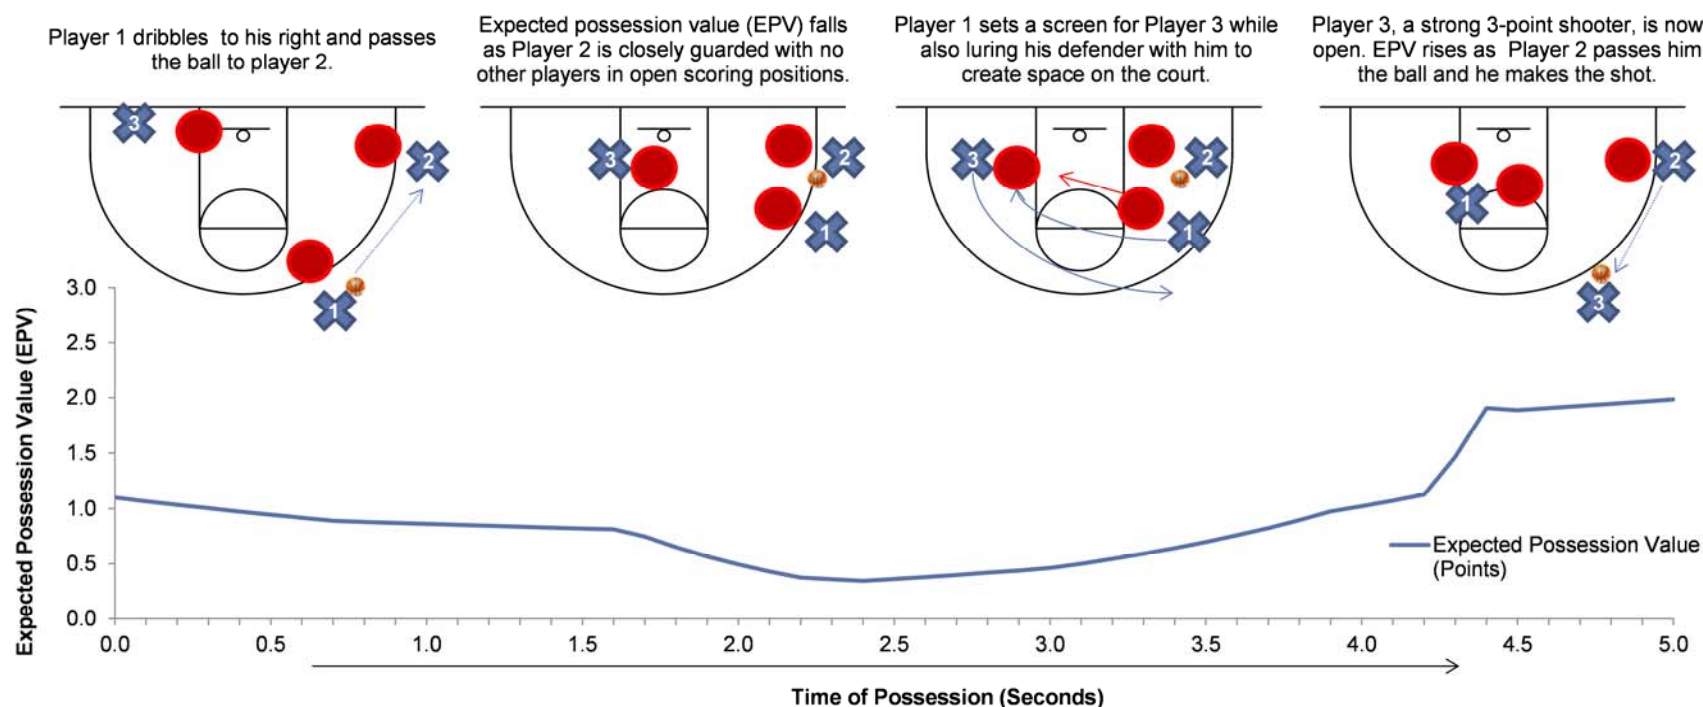 Player 1 dribbles  to his right and passes
the ball to player 2.
Expected possession value (EPV) falls
as Player 2 is closely guarded with no
other players in open scoring positions.
Player 1 sets a screen for Player 3 while
also luring his defender with him to
create space on the court.
Player 3, a strong 3-point shooter, is now
open. EPV rises as  Player 2 passes him
the ball and he makes the shot.
3
2
1
3
2
1
3
2
1
2
1
3
Expected Possession Value (EPV)
3.0
2.5
2.0
1.5
1.0
0.5
0.0
Expected Possession Value
(Points)
0.0 0.5 1.0 1.5 2.0 2.5 3.0 3.5 4.0 4.5 5.0
Time of Possession (Seconds)